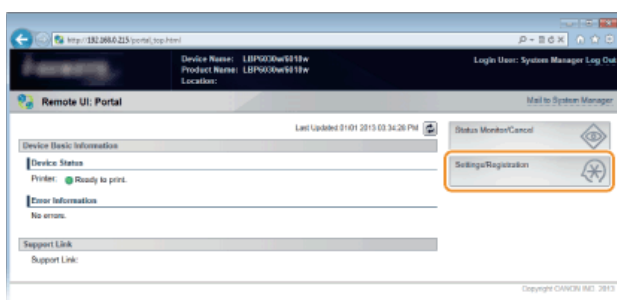 http://192.168.0.215/portal_top.html
Device Name: LBP6030w/6018w
Product Name: LBP6030w/6018w
Location:
Login User: System Manager Log Out
Remote UI: Portal
Mail to System Manager
Last Updated 01/01 2013 03:34:28 PM
Device Basic Information
Device Status
Printer: Ready to print.
Error Information
No errors.
Support Link
Support Link:
Status Monitor/Cancel
Settings/Registration
Copyright CANON INC. 2013